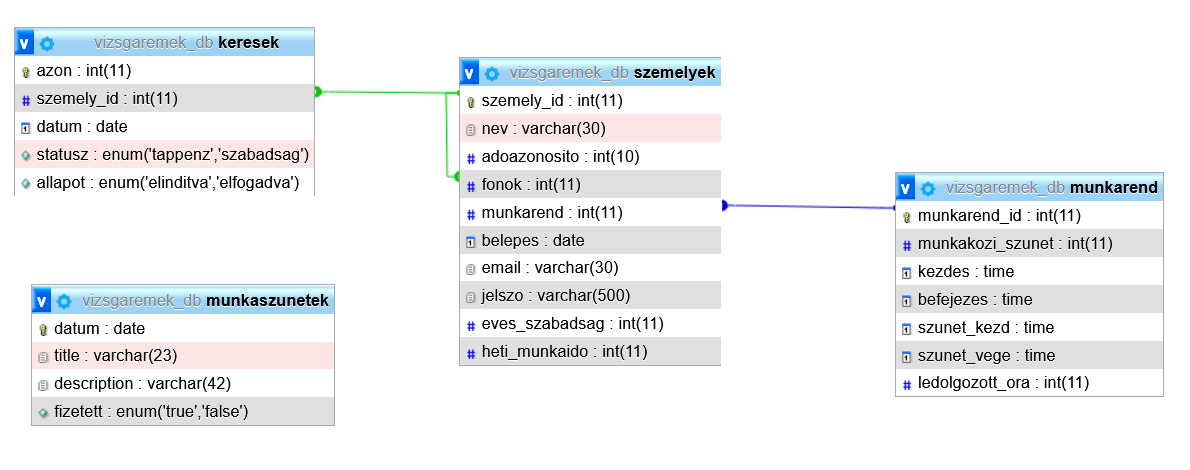 v vizsgaremek_db keresek
azon : int(11)
# szemely_id : int(11)
datum : date
statusz : enum('tappenz','szabadsag')
allapot : enum('elinditva','elfogadva')
v vizsgaremek_db szemelyek
szemely_id : int(11)
nev : varchar(30)
# adoazonosito : int(10)
# fonok : int(11)
# munkarend : int(11)
belepes : date
email : varchar(30)
jelszo : varchar(500)
# eves_szabadsag : int(11)
# heti_munkaido : int(11)
v vizsgaremek_db munkarend
munkarend_id : int(11)
# munkakozi_szunet : int(11)
kezdes : time
befejezes : time
szunet_kezd : time
szunet_vege : time
# ledolgozott_ora : int(11)
v vizsgaremek_db munkaszunetek
datum : date
title : varchar(23)
description : varchar(42)
fizetett : enum('true','false')